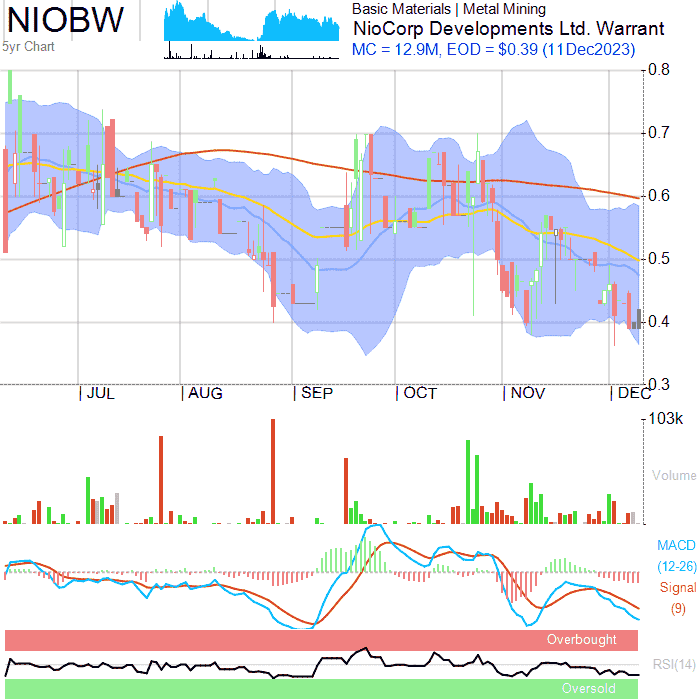 NIOBW
5yr Chart
Basic Materials | Metal Mining
NioCorp Developments Ltd. Warrant
MC = 12.9M, EOD = $0.39 (11Dec2023)
0.8
0.7
0.6
0.5
0.4
0.3
| JUL | AUG | SEP | OCT | NOV | DEC
103k
Volume
MACD
(12-26)
Signal
(9)
Overbought
RSI(14)
Oversold